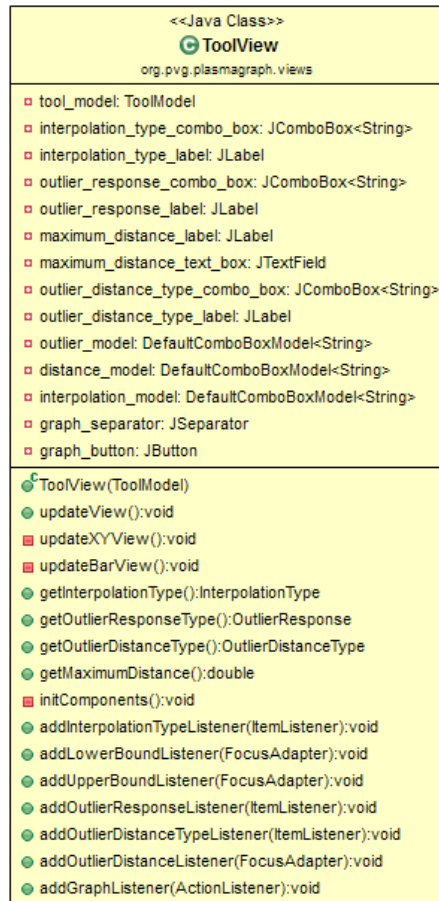 <<Java Class>>
C ToolView
org.pvg.plasmagraph.views
tool_model: ToolModel
interpolation_type_combo_box: JComboBox<String>
interpolation_type_label: JLabel
outlier_response_combo_box: JComboBox<String>
outlier_response_label: JLabel
maximum_distance_label: JLabel
maximum_distance_text_box: JTextField
outlier_distance_type_combo_box: JComboBox<String>
outlier_distance_type_label: JLabel
outlier_model: DefaultComboBoxModel<String>
distance_model: DefaultComboBoxModel<String>
interpolation_model: DefaultComboBoxModel<String>
graph_separator: JSeparator
graph_button: JButton
C ToolView(ToolModel)
updateView():void
updateXYView():void
updateBarView():void
getInterpolationType():InterpolationType
getOutlierResponseType():OutlierResponse
getOutlierDistanceType():OutlierDistanceType
getMaximumDistance():double
initComponents():void
addInterpolationTypeListener(ItemListener):void
addLowerBoundListener(FocusAdapter):void
addUpperBoundListener(FocusAdapter):void
addOutlierResponseListener(ItemListener):void
addOutlierDistanceTypeListener(ItemListener):void
addOutlierDistanceListener(FocusAdapter):void
addGraphListener(ActionListener):void